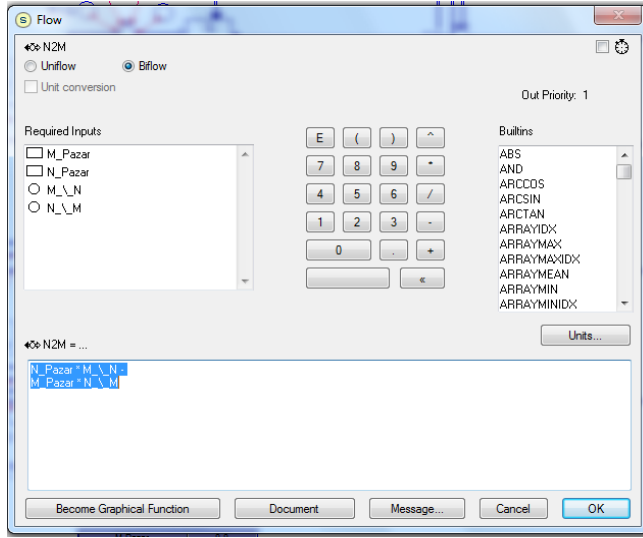 Flow
N2M
Uniflow
Biflow
Unit conversion
Out Priority: 1
Required Inputs
M_Pazar
N_Pazar
M_\_N
N_\_M
E ( ) ^
7 8 9 *
4 5 6 /
1 2 3 -
0 . +
«
Builtins
ABS
AND
ARCCOS
ARCSIN
ARCTAN
ARRAYIDX
ARRAYMAX
ARRAYMAXIDX
ARRAYMEAN
ARRAYMIN
ARRAYMINIDX
Units...
N2M = ...
N_Pazar * M_\_N -
M_Pazar * N_\_M
Become Graphical Function
Document
Message...
Cancel
OK